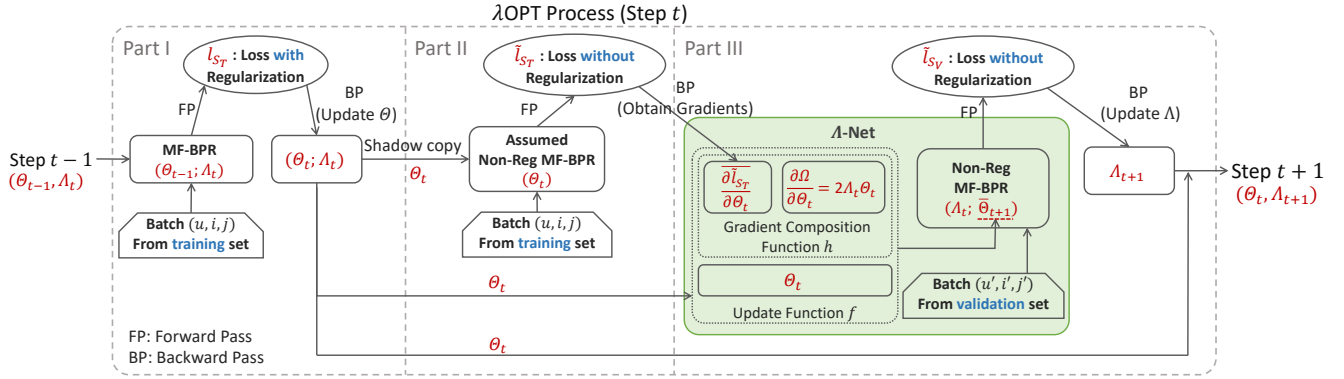 λOPT Process (Step t)
Part I
l_{S_T} : Loss with
Regularization
FP
BP
(Update Θ)
Step t − 1
(Θ_{t-1}, Λ_t)
MF-BPR
(Θ_{t-1}; Λ_t)
(Θ_t; Λ_t)
Batch (u, i, j)
From training set
FP: Forward Pass
BP: Backward Pass
Part II
l̃_{S_T} : Loss without
Regularization
FP
BP
(Obtain Gradients)
Shadow copy
Θ_t
Assumed
Non-Reg MF-BPR
(Θ_t)
Batch (u, i, j)
From training set
Θ_t
Θ_t
Part III
l̃_{S_V} : Loss without
Regularization
FP
BP
(Update Λ)
Λ-Net
∂l̃_{S_T}/∂Θ_t
∂Ω/∂Θ_t = 2Λ_tΘ_t
Gradient Composition
Function h
Θ_t
Update Function f
Non-Reg
MF-BPR
(Λ_t; Θ̅_{t+1})
Batch (u′, i′, j′)
From validation set
Λ_{t+1}
Step t + 1
(Θ_t, Λ_{t+1})